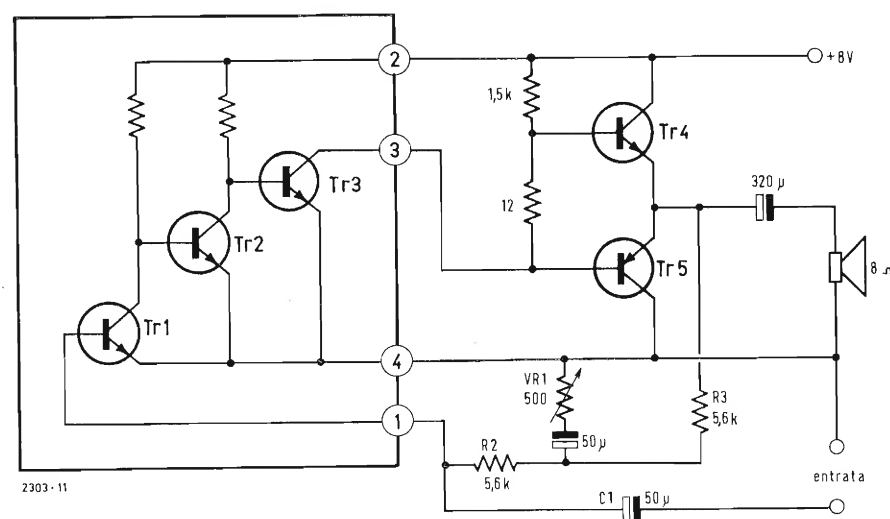 2
+8V
1,5k
Tr4
3
Tr3
320 μ
12
Tr2
Tr5
8 Ω
Tr1
4
VR1
500
R3
5,6k
1
50μ
R2
5,6k
entrata
2303-11
C1
50 μ